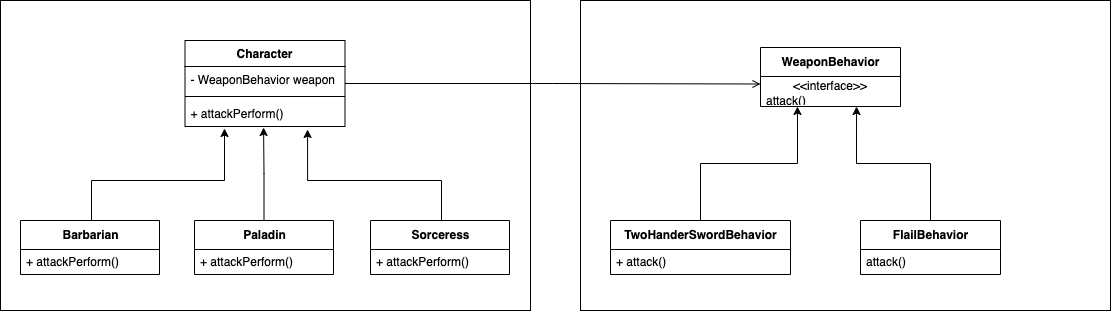 Character
- WeaponBehavior weapon
+ attackPerform()
WeaponBehavior
<<interface>>
attack()
Barbarian
+ attackPerform()
Paladin
+ attackPerform()
Sorceress
+ attackPerform()
TwoHanderSwordBehavior
+ attack()
FlailBehavior
attack()